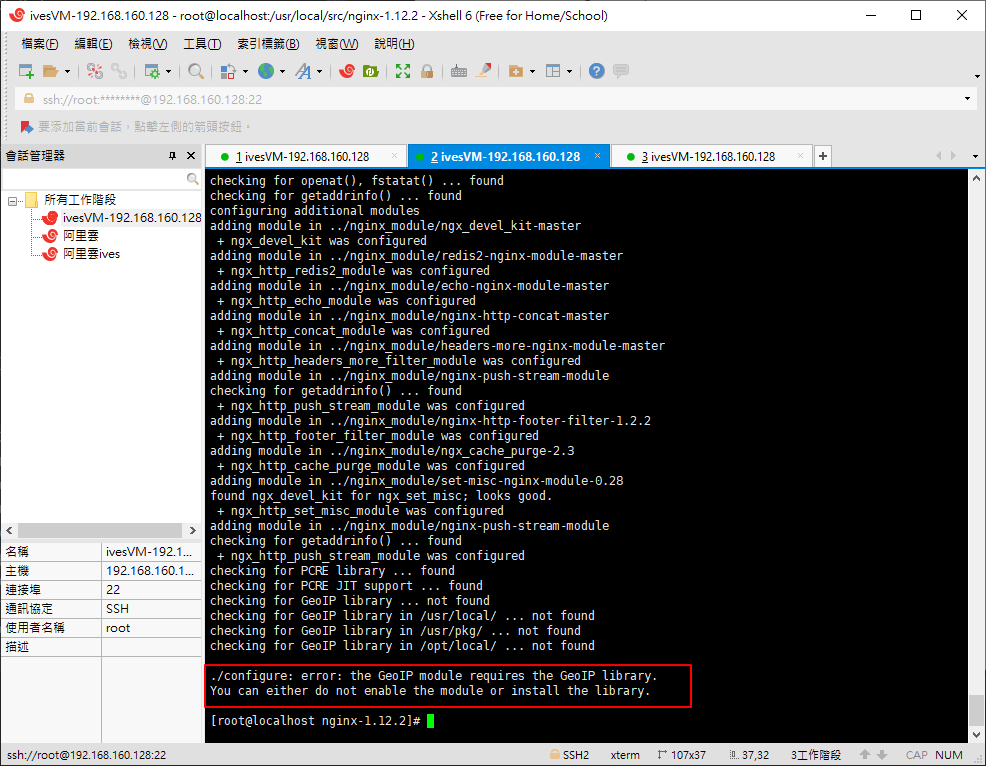 ivesVM-192.168.160.128 - root@localhost:/usr/local/src/nginx-1.12.2 - Xshell 6 (Free for Home/School)
檔案(F) 編輯(E) 檢視(V) 工具(T) 索引標籤(B) 視窗(W) 說明(H)
ssh://root:********@192.168.160.128:22
要添加當前會話，點擊左側的箭頭按鈕。
會話管理器
所有工作階段
ivesVM-192.168.160.128
阿里雲
阿里雲ives
名稱 ivesVM-192.1...
主機 192.168.160.1...
連接埠 22
通訊協定 SSH
使用者名稱 root
描述
1 ivesVM-192.168.160.128 2 ivesVM-192.168.160.128 3 ivesVM-192.168.160.128
checking for openat(), fstatat() ... found
checking for getaddrinfo() ... found
configuring additional modules
adding module in ../nginx_module/ngx_devel_kit-master
 + ngx_devel_kit was configured
adding module in ../nginx_module/redis2-nginx-module-master
 + ngx_http_redis2_module was configured
adding module in ../nginx_module/echo-nginx-module-master
 + ngx_http_echo_module was configured
adding module in ../nginx_module/nginx-http-concat-master
 + ngx_http_concat_module was configured
adding module in ../nginx_module/headers-more-nginx-module-master
 + ngx_http_headers_more_filter_module was configured
adding module in ../nginx_module/nginx-push-stream-module
checking for getaddrinfo() ... found
 + ngx_http_push_stream_module was configured
adding module in ../nginx_module/nginx-http-footer-filter-1.2.2
 + ngx_http_footer_filter_module was configured
adding module in ../nginx_module/ngx_cache_purge-2.3
 + ngx_http_cache_purge_module was configured
adding module in ../nginx_module/set-misc-nginx-module-0.28
found ngx_devel_kit for ngx_set_misc; looks good.
 + ngx_http_set_misc_module was configured
adding module in ../nginx_module/nginx-push-stream-module
checking for getaddrinfo() ... found
 + ngx_http_push_stream_module was configured
checking for PCRE library ... found
checking for PCRE JIT support ... found
checking for GeoIP library ... not found
checking for GeoIP library in /usr/local/ ... not found
checking for GeoIP library in /usr/pkg/ ... not found
checking for GeoIP library in /opt/local/ ... not found
./configure: error: the GeoIP module requires the GeoIP library.
You can either do not enable the module or install the library.
[root@localhost nginx-1.12.2]#
ssh://root@192.168.160.128:22 SSH2 xterm 107x37 37,32 3工作階段 CAP NUM